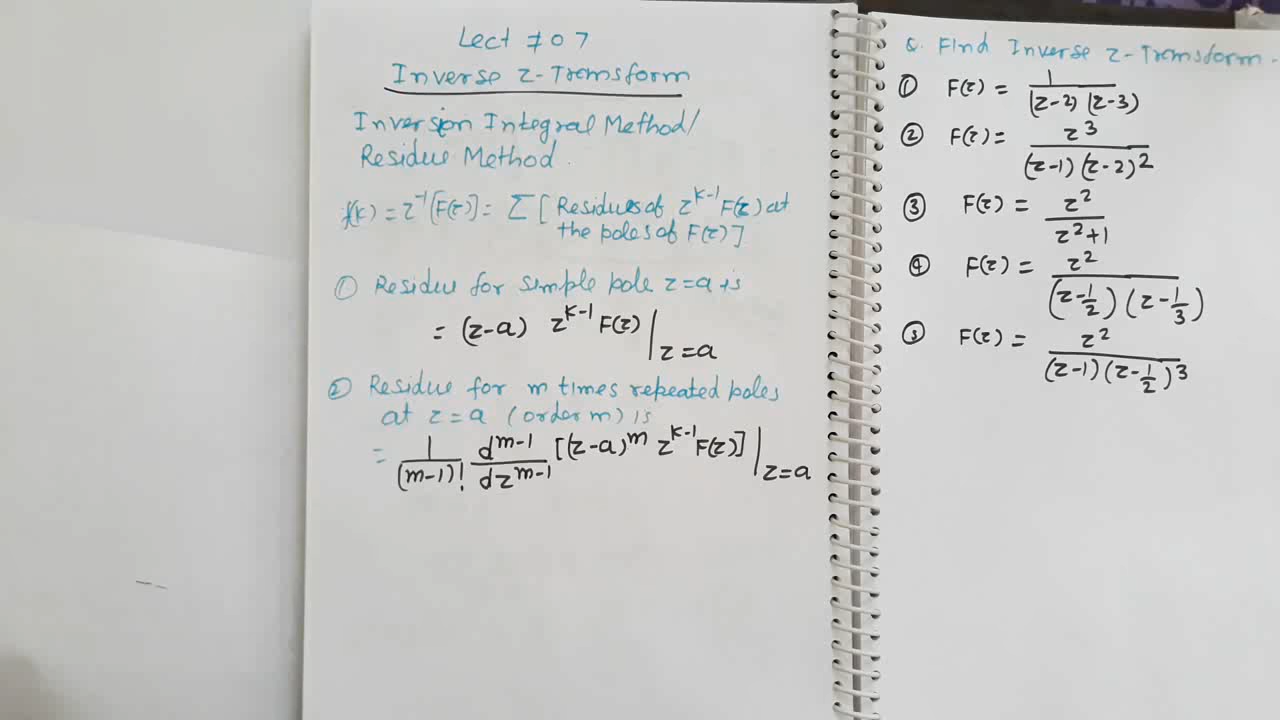 Lect #07
Inverse Z-Transform
Inversion Integral Method/
Residue Method.
f(k) = Z⁻¹[F(z)] = Σ [Residues of z^{k-1} F(z) at
the poles of F(z)]
① Residue for simple pole z=a is
= (z-a) z^{k-1} F(z) |_{z=a}
② Residue for m times repeated poles
at z=a (order m) is
= 1/(m-1)! d^{m-1}/dz^{m-1} [(z-a)^m z^{k-1} F(z)] |_{z=a}
Q. Find Inverse Z-Transform.
① F(z) = 1/((z-2)(z-3))
② F(z) = z³/((z-1)(z-2)²)
③ F(z) = z²/(z²+1)
④ F(z) = z²/((z-1/2)(z-1/3))
⑤ F(z) = z²/((z-1)(z-1/2)³)